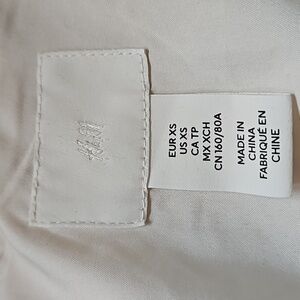 H&M
EUR XS
US XS
CA TP
MX XCH
CN 160/80A
MADE IN
CHINA
FABRIQUÉ EN
CHINE